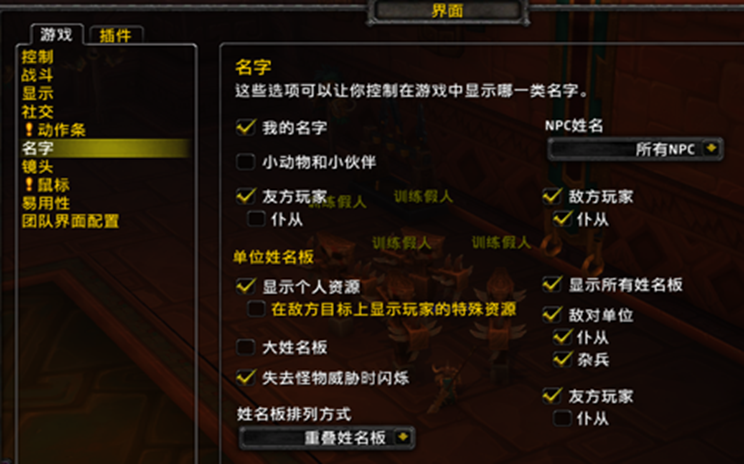 界面
游戏
插件
控制
战斗
显示
社交
动作条
名字
镜头
鼠标
易用性
团队界面配置
名字
这些选项可以让你控制在游戏中显示哪一类名字。
我的名字
NPC姓名
所有NPC
小动物和小伙伴
友方玩家
仆从
敌方玩家
仆从
训练假人
训练假人
训练假人
训练假人
单位姓名板
显示个人资源
在敌方目标上显示玩家的特殊资源
大姓名板
失去怪物威胁时闪烁
姓名板排列方式
重叠姓名板
显示所有姓名板
敌对单位
仆从
杂兵
友方玩家
仆从